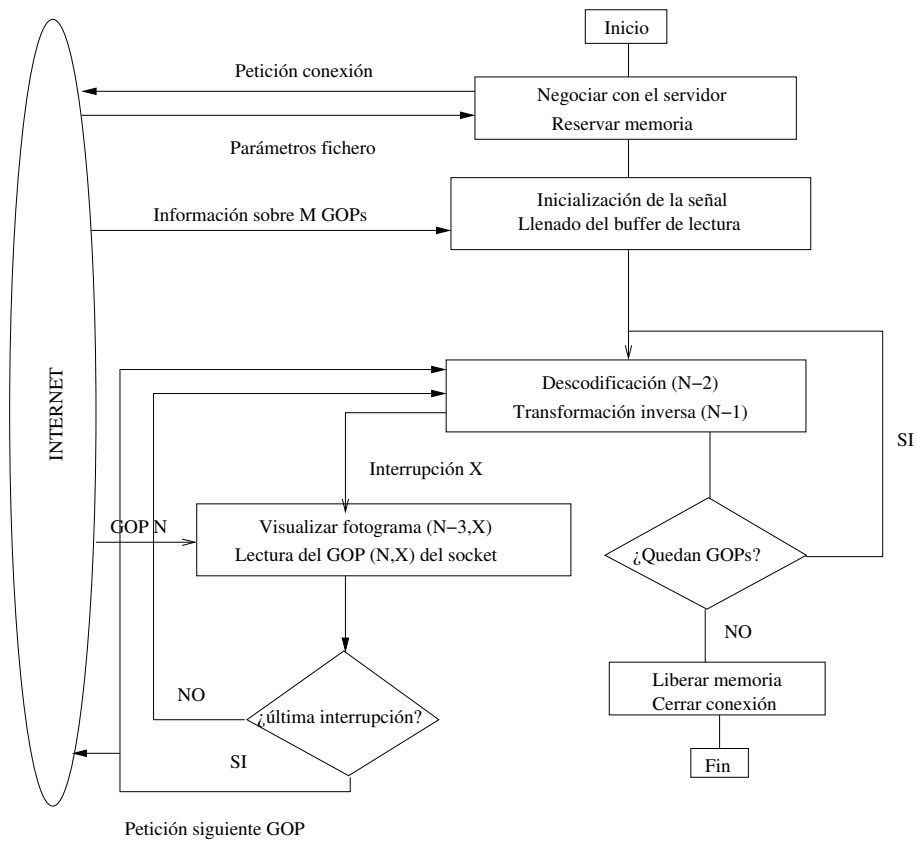 Inicio
Petición conexión
Negociar con el servidor
Reservar memoria
Parámetros fichero
Inicialización de la señal
Información sobre M GOPs
Llenado del buffer de lectura
INTERNET
Descodificación (N−2)
Transformación inversa (N−1)
SI
Interrupción X
GOP N
Visualizar fotograma (N−3,X)
Lectura del GOP (N,X) del socket
¿Quedan GOPs?
NO
Liberar memoria
Cerrar conexión
NO
¿última interrupción?
SI
Fin
Petición siguiente GOP